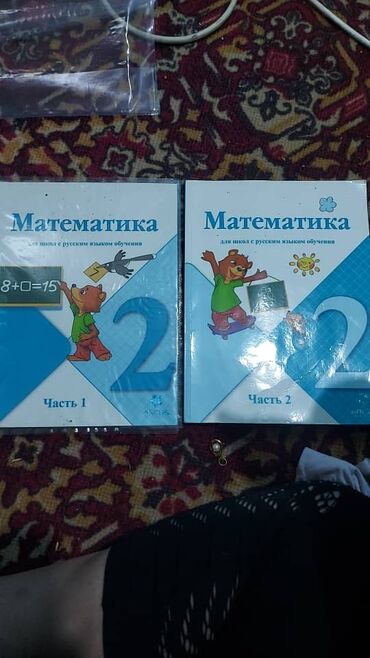 Математика
для школ с русским языком обучения
8+□=15
2
Часть 1
Математика
для школ с русским языком обучения
2
Часть 2